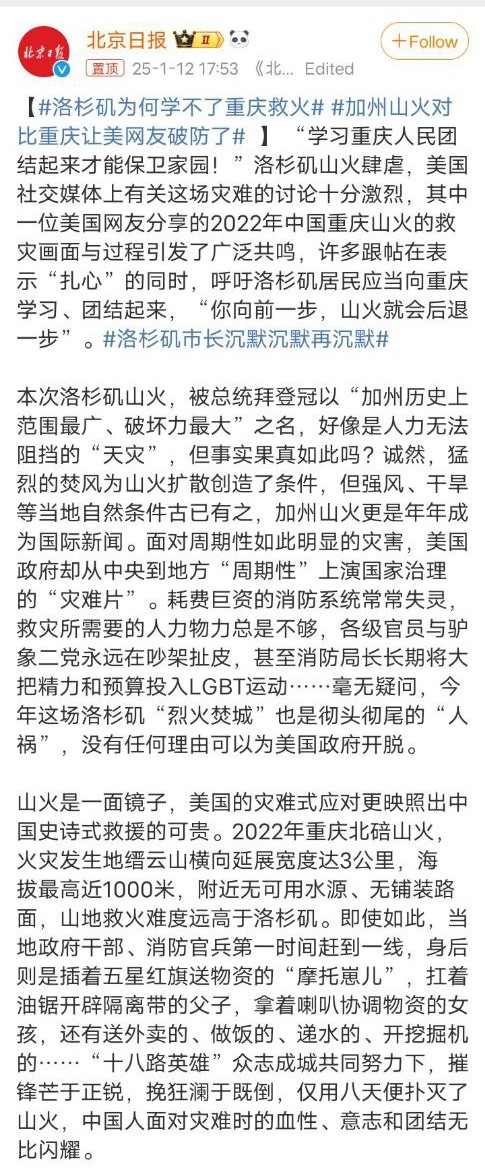 北京日报
北京日报 II
+Follow
置顶 25-1-12 17:53 《北... Edited
【#洛杉矶为何学不了重庆救火# #加州山火对
比重庆让美网友破防了# 】 “学习重庆人民团
结起来才能保卫家园！”洛杉矶山火肆虐，美国
社交媒体上有关这场灾难的讨论十分激烈，其中
一位美国网友分享的2022年中国重庆山火的救
灾画面与过程引发了广泛共鸣，许多跟帖在表
示“扎心”的同时，呼吁洛杉矶居民应当向重庆
学习、团结起来，“你向前一步，山火就会后退
一步”。#洛杉矶市长沉默沉默再沉默#
本次洛杉矶山火，被总统拜登冠以“加州历史上
范围最广、破坏力最大”之名，好像是人力无法
阻挡的“天灾”，但事实果真如此吗？诚然，猛
烈的焚风为山火扩散创造了条件，但强风、干旱
等当地自然条件古已有之，加州山火更是年年成
为国际新闻。面对周期性如此明显的灾害，美国
政府却从中央到地方“周期性”上演国家治理
的“灾难片”。耗费巨资的消防系统常常失灵，
救灾所需要的人力物力总是不够，各级官员与驴
象二党永远在吵架扯皮，甚至消防局长长期将大
把精力和预算投入LGBT运动……毫无疑问，今
年这场洛杉矶“烈火焚城”也是彻头彻尾的“人
祸”，没有任何理由可以为美国政府开脱。
山火是一面镜子，美国的灾难式应对更映照出中
国史诗式救援的可贵。2022年重庆北碚山火，
火灾发生地缙云山横向延展宽度达3公里，海
拔最高近1000米，附近无可用水源、无铺装路
面，山地救火难度远高于洛杉矶。即使如此，当
地政府干部、消防官兵第一时间赶到一线，身后
则是插着五星红旗送物资的“摩托崽儿”，扛着
油锯开辟隔离带的父子，拿着喇叭协调物资的女
孩，还有送外卖的、做饭的、递水的、开挖掘机
的……“十八路英雄”众志成城共同努力下，摧
锋芒于正锐，挽狂澜于既倒，仅用八天便扑灭了
山火，中国人面对灾难时的血性、意志和团结无
比闪耀。